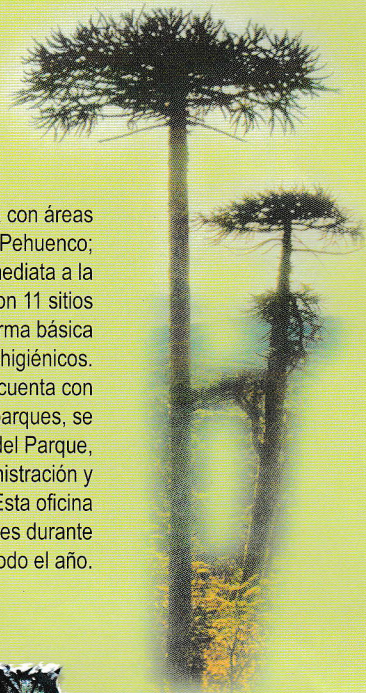 con áreas
Pehuenco;
mediata a la
on 11 sitios
rma básica
higiénicos.
cuenta con
parques, se
del Parque,
nistración y
Esta oficina
es durante
odo el año.